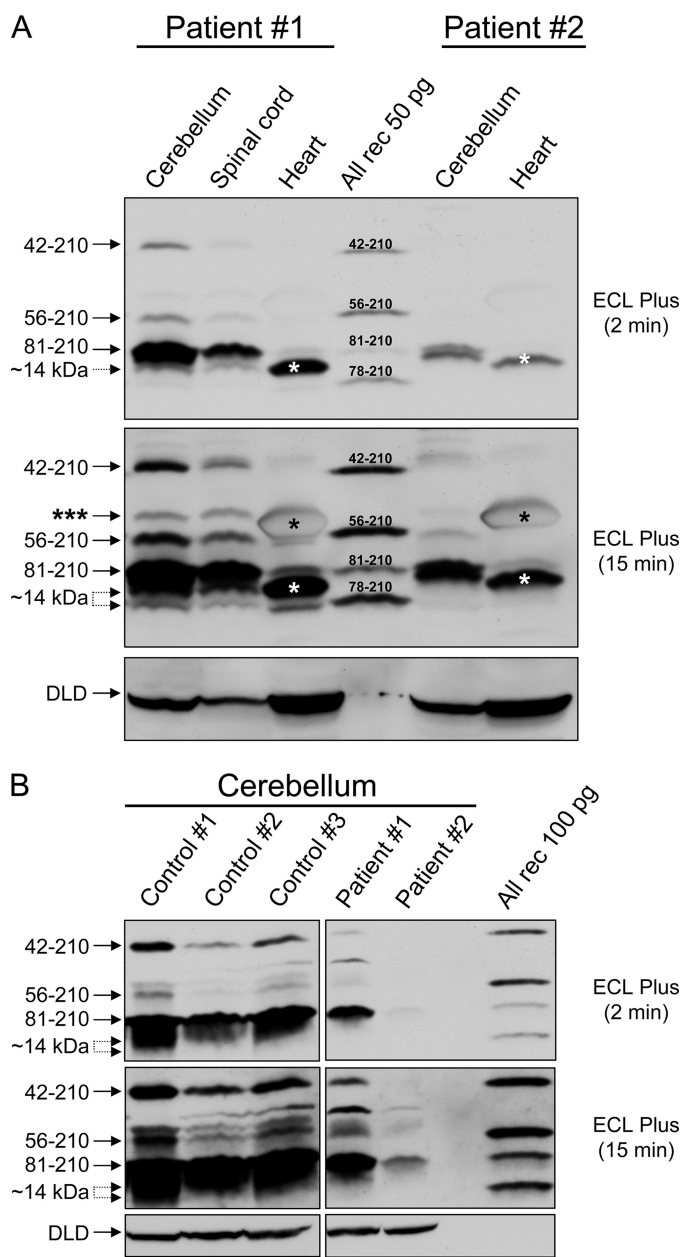 A
Patient #1 Patient #2
Cerebellum Spinal cord Heart All rec 50 pg Cerebellum Heart
42-210
56-210
81-210
~14 kDa
42-210
56-210
81-210
78-210
*
*
ECL Plus
(2 min)
42-210
***
56-210
81-210
~14 kDa
42-210
56-210
81-210
78-210
*
*
*
*
ECL Plus
(15 min)
DLD
B
Cerebellum
Control #1 Control #2 Control #3 Patient #1 Patient #2 All rec 100 pg
42-210
56-210
81-210
~14 kDa
ECL Plus
(2 min)
42-210
56-210
81-210
~14 kDa
ECL Plus
(15 min)
DLD